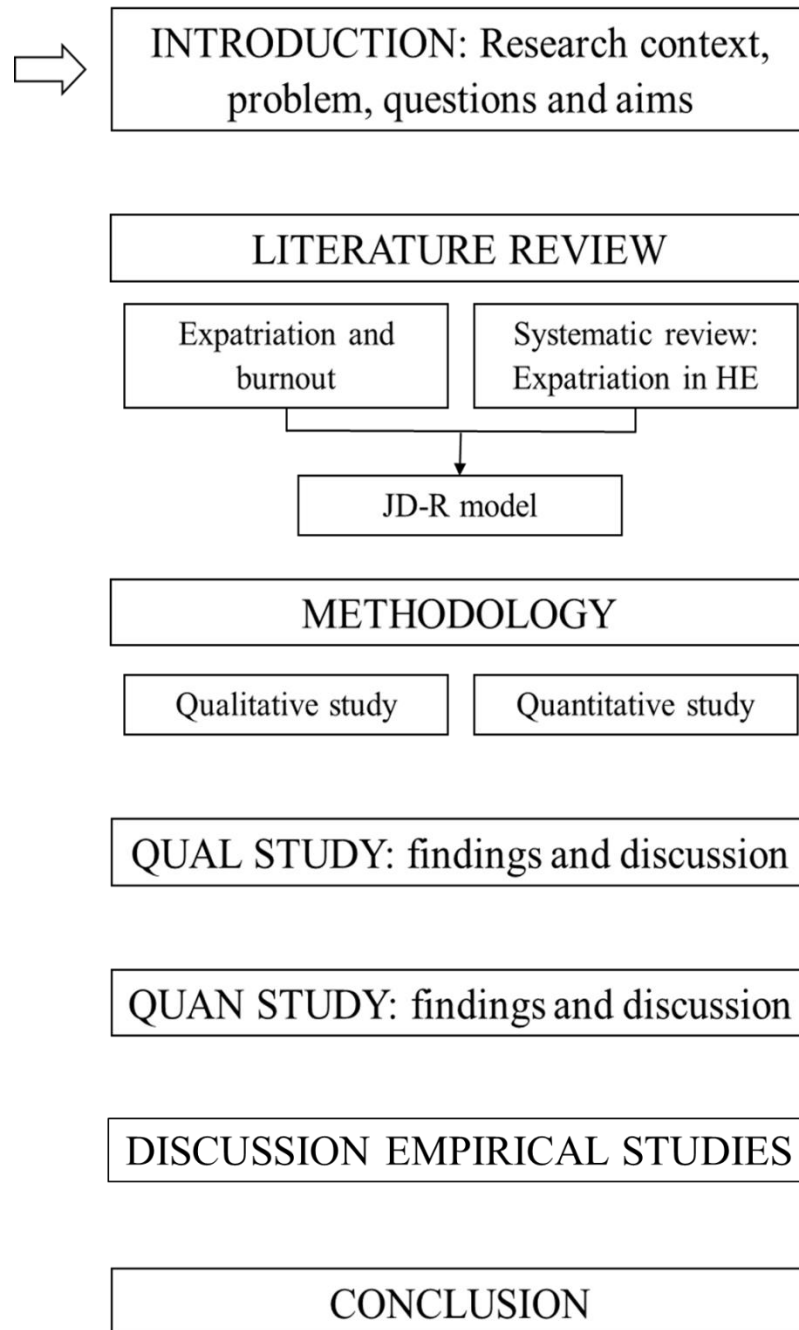 INTRODUCTION: Research context,
problem, questions and aims
LITERATURE REVIEW
Expatriation and
burnout
Systematic review:
Expatriation in HE
JD-R model
METHODOLOGY
Qualitative study
Quantitative study
QUAL STUDY: findings and discussion
QUAN STUDY: findings and discussion
DISCUSSION EMPIRICAL STUDIES
CONCLUSION